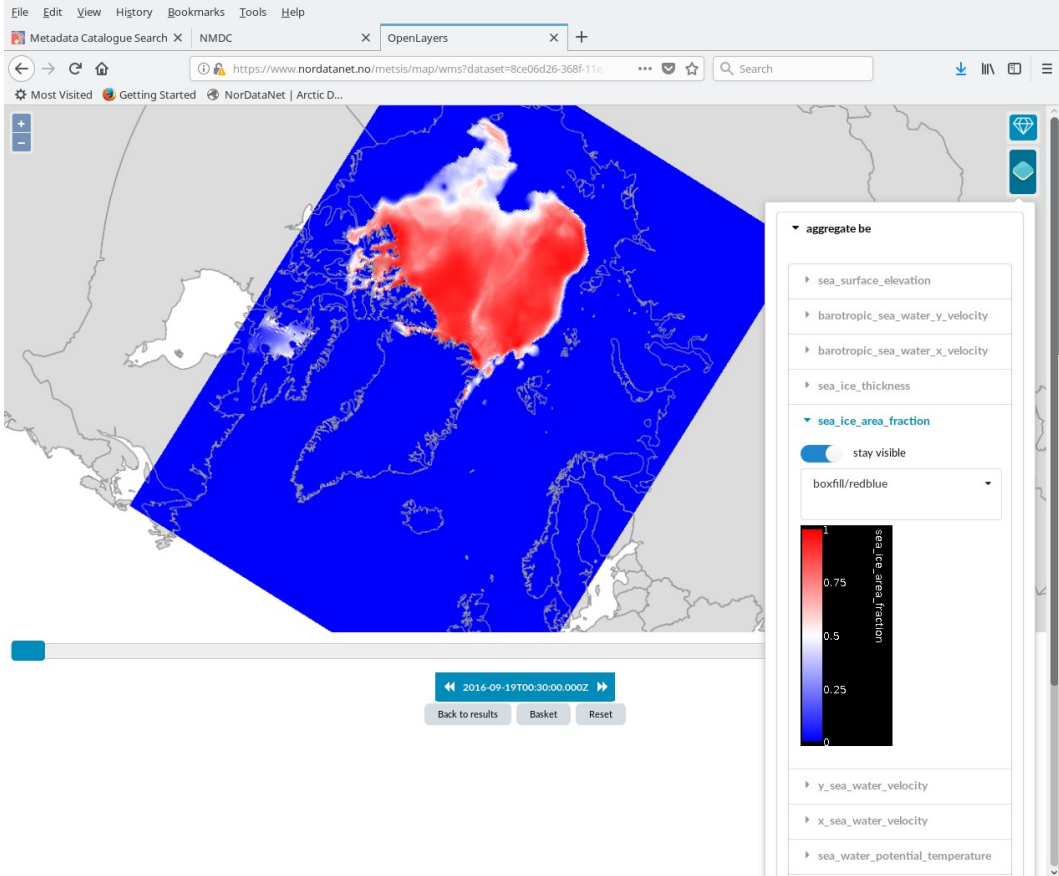 File Edit View History Bookmarks Tools Help
Metadata Catalogue Search NMDC OpenLayers
https://www.nordatanet.no/metsis/map/wms?dataset=8ce06d26-368f-11e Search
Most Visited Getting Started NorDataNet | Arctic D...
+
-
aggregate be
sea_surface_elevation
barotropic_sea_water_y_velocity
barotropic_sea_water_x_velocity
sea_ice_thickness
sea_ice_area_fraction
stay visible
boxfill/redblue
sea_ice_area_fraction
1
0.75
0.5
0.25
0
2016-09-19T00:30:00.000Z
Back to results Basket Reset
y_sea_water_velocity
x_sea_water_velocity
sea_water_potential_temperature